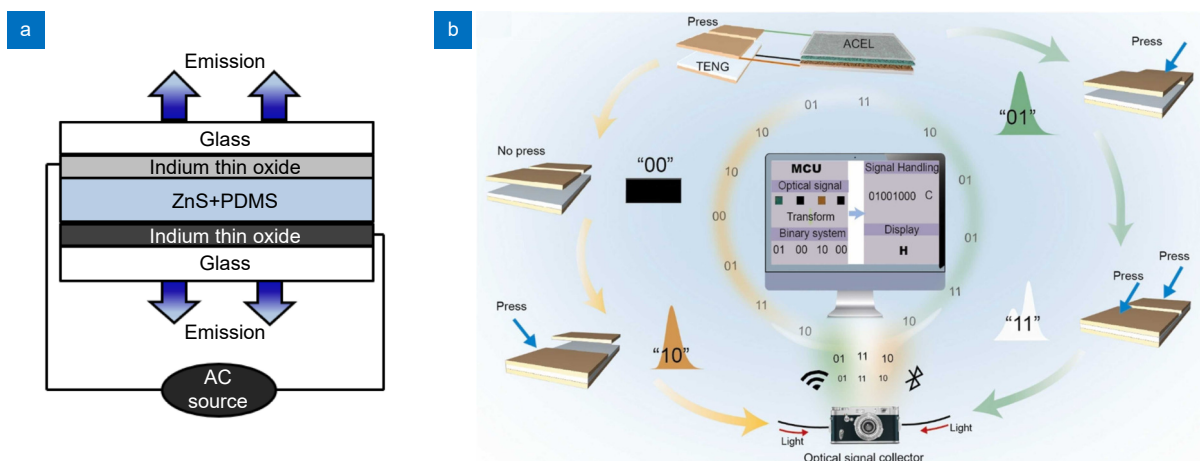 a
Emission
Glass
Indium thin oxide
ZnS+PDMS
Indium thin oxide
Glass
Emission
AC
source
b
Press
ACEL
TENG
Press
"01"
No press
"00"
01
11
10
10
10
01
00
01
01
11
11
10
10
MCU
Optical signal
Transform
Binary system
01 00 10 00
Signal Handling
01001000 C
Display
H
Press
"10"
Press
Press
"11"
01 11 10
01 11 10
Light
Light
Optical signal collector